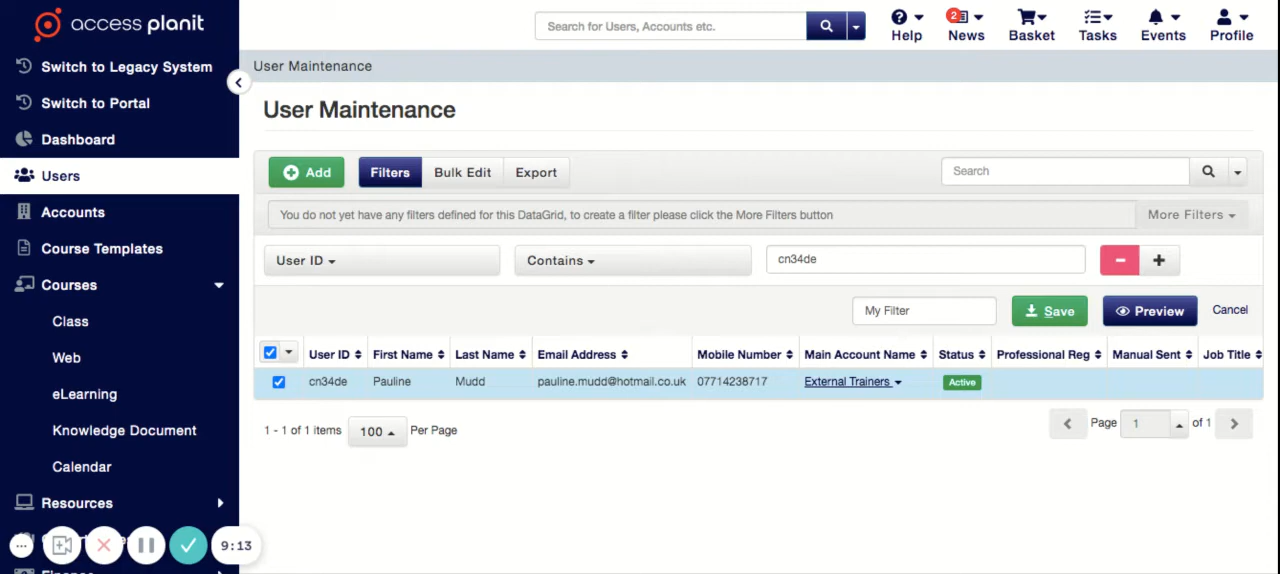 access planit
Search for Users, Accounts etc.
Help
2
News
Basket
Tasks
Events
Profile
Switch to Legacy System
Switch to Portal
Dashboard
Users
Accounts
Course Templates
Courses
Class
Web
eLearning
Knowledge Document
Calendar
Resources
Finance
... 9:13
User Maintenance
User Maintenance
Add Filters Bulk Edit Export Search
You do not yet have any filters defined for this DataGrid, to create a filter please click the More Filters button More Filters
User ID Contains cn34de − +
My Filter Save Preview Cancel
User ID First Name Last Name Email Address Mobile Number Main Account Name Status Professional Reg Manual Sent Job Title
cn34de Pauline Mudd pauline.mudd@hotmail.co.uk 07714238717 External Trainers Active
1 - 1 of 1 items 100 Per Page Page 1 of 1